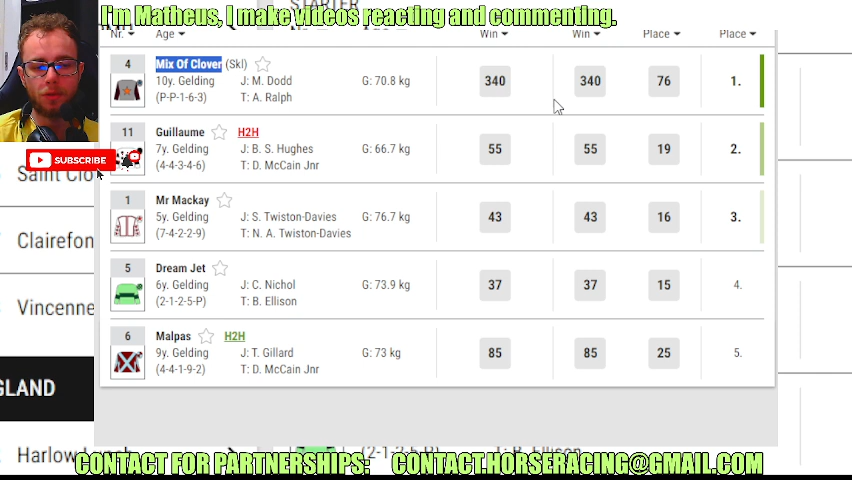 I'm Matheus, I make videos reacting and commenting.
STARTER
Nr. Age Win Win Place Place
4 Mix Of Clover (Skl) 340 340 76 1.
10y. Gelding J: M. Dodd G: 70.8 kg
(P-P-1-6-3) T: A. Ralph
11 Guillaume H2H 55 55 19 2.
7y. Gelding J: B. S. Hughes G: 66.7 kg
(4-4-3-4-6) T: D. McCain Jnr
SUBSCRIBE
1 Mr Mackay 43 43 16 3.
5y. Gelding J: S. Twiston-Davies G: 76.7 kg
(7-4-2-2-9) T: N. A. Twiston-Davies
5 Dream Jet 37 37 15 4.
6y. Gelding J: C. Nichol G: 73.9 kg
(2-1-2-5-P) T: B. Ellison
6 Malpas H2H 85 85 25 5.
9y. Gelding J: T. Gillard G: 73 kg
(4-4-1-9-2) T: D. McCain Jnr
Saint Clo
Clairefon
Vincenne
GLAND
Harlow
(2-1-2-5-P) T: B. Ellison
CONTACT FOR PARTNERSHIPS: CONTACT.HORSERACING@GMAIL.COM